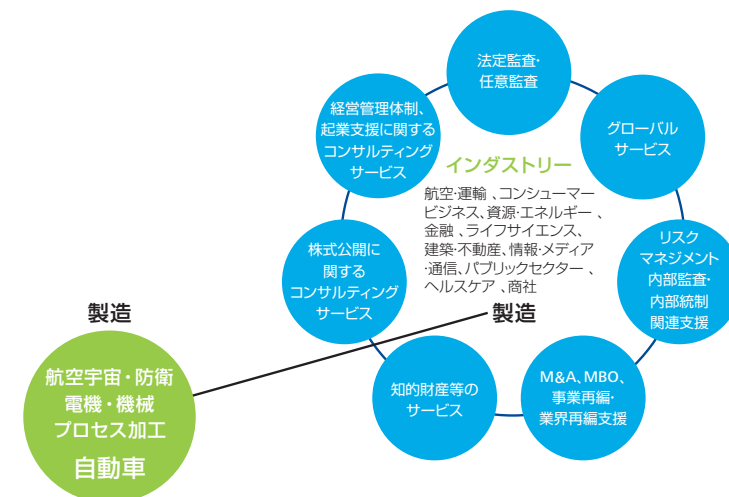 法定監査・
任意監査
経営管理体制、
起業支援に関する
コンサルティング
サービス
グローバル
サービス
インダストリー
航空・運輸 、コンシューマー
ビジネス、資源・エネルギー 、
金融 、ライフサイエンス、
建築・不動産、情報・メディア
・通信、パブリックセクター 、
ヘルスケア 、商社
製造
株式公開に
関する
コンサルティング
サービス
リスク
マネジメント
内部監査・
内部統制
関連支援
知的財産等の
サービス
M&A、MBO、
事業再編・
業界再編支援
製造
航空宇宙・防衛
電機・機械
プロセス加工
自動車